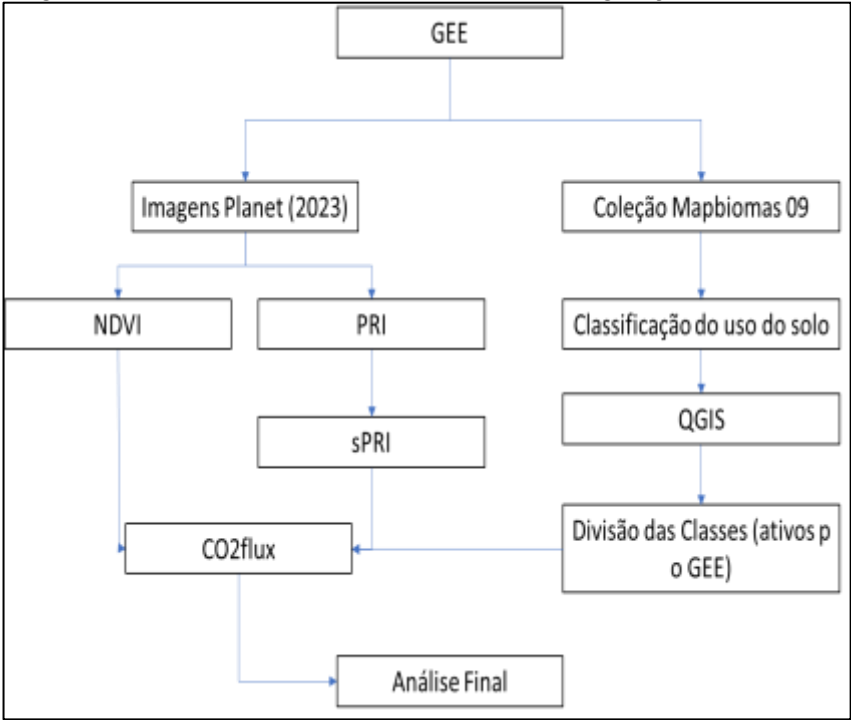 GEE
Imagens Planet (2023)
Coleção Mapbiomas 09
NDVI
PRI
Classificação do uso do solo
sPRI
QGIS
CO2flux
Divisão das Classes (ativos p
o GEE)
Análise Final